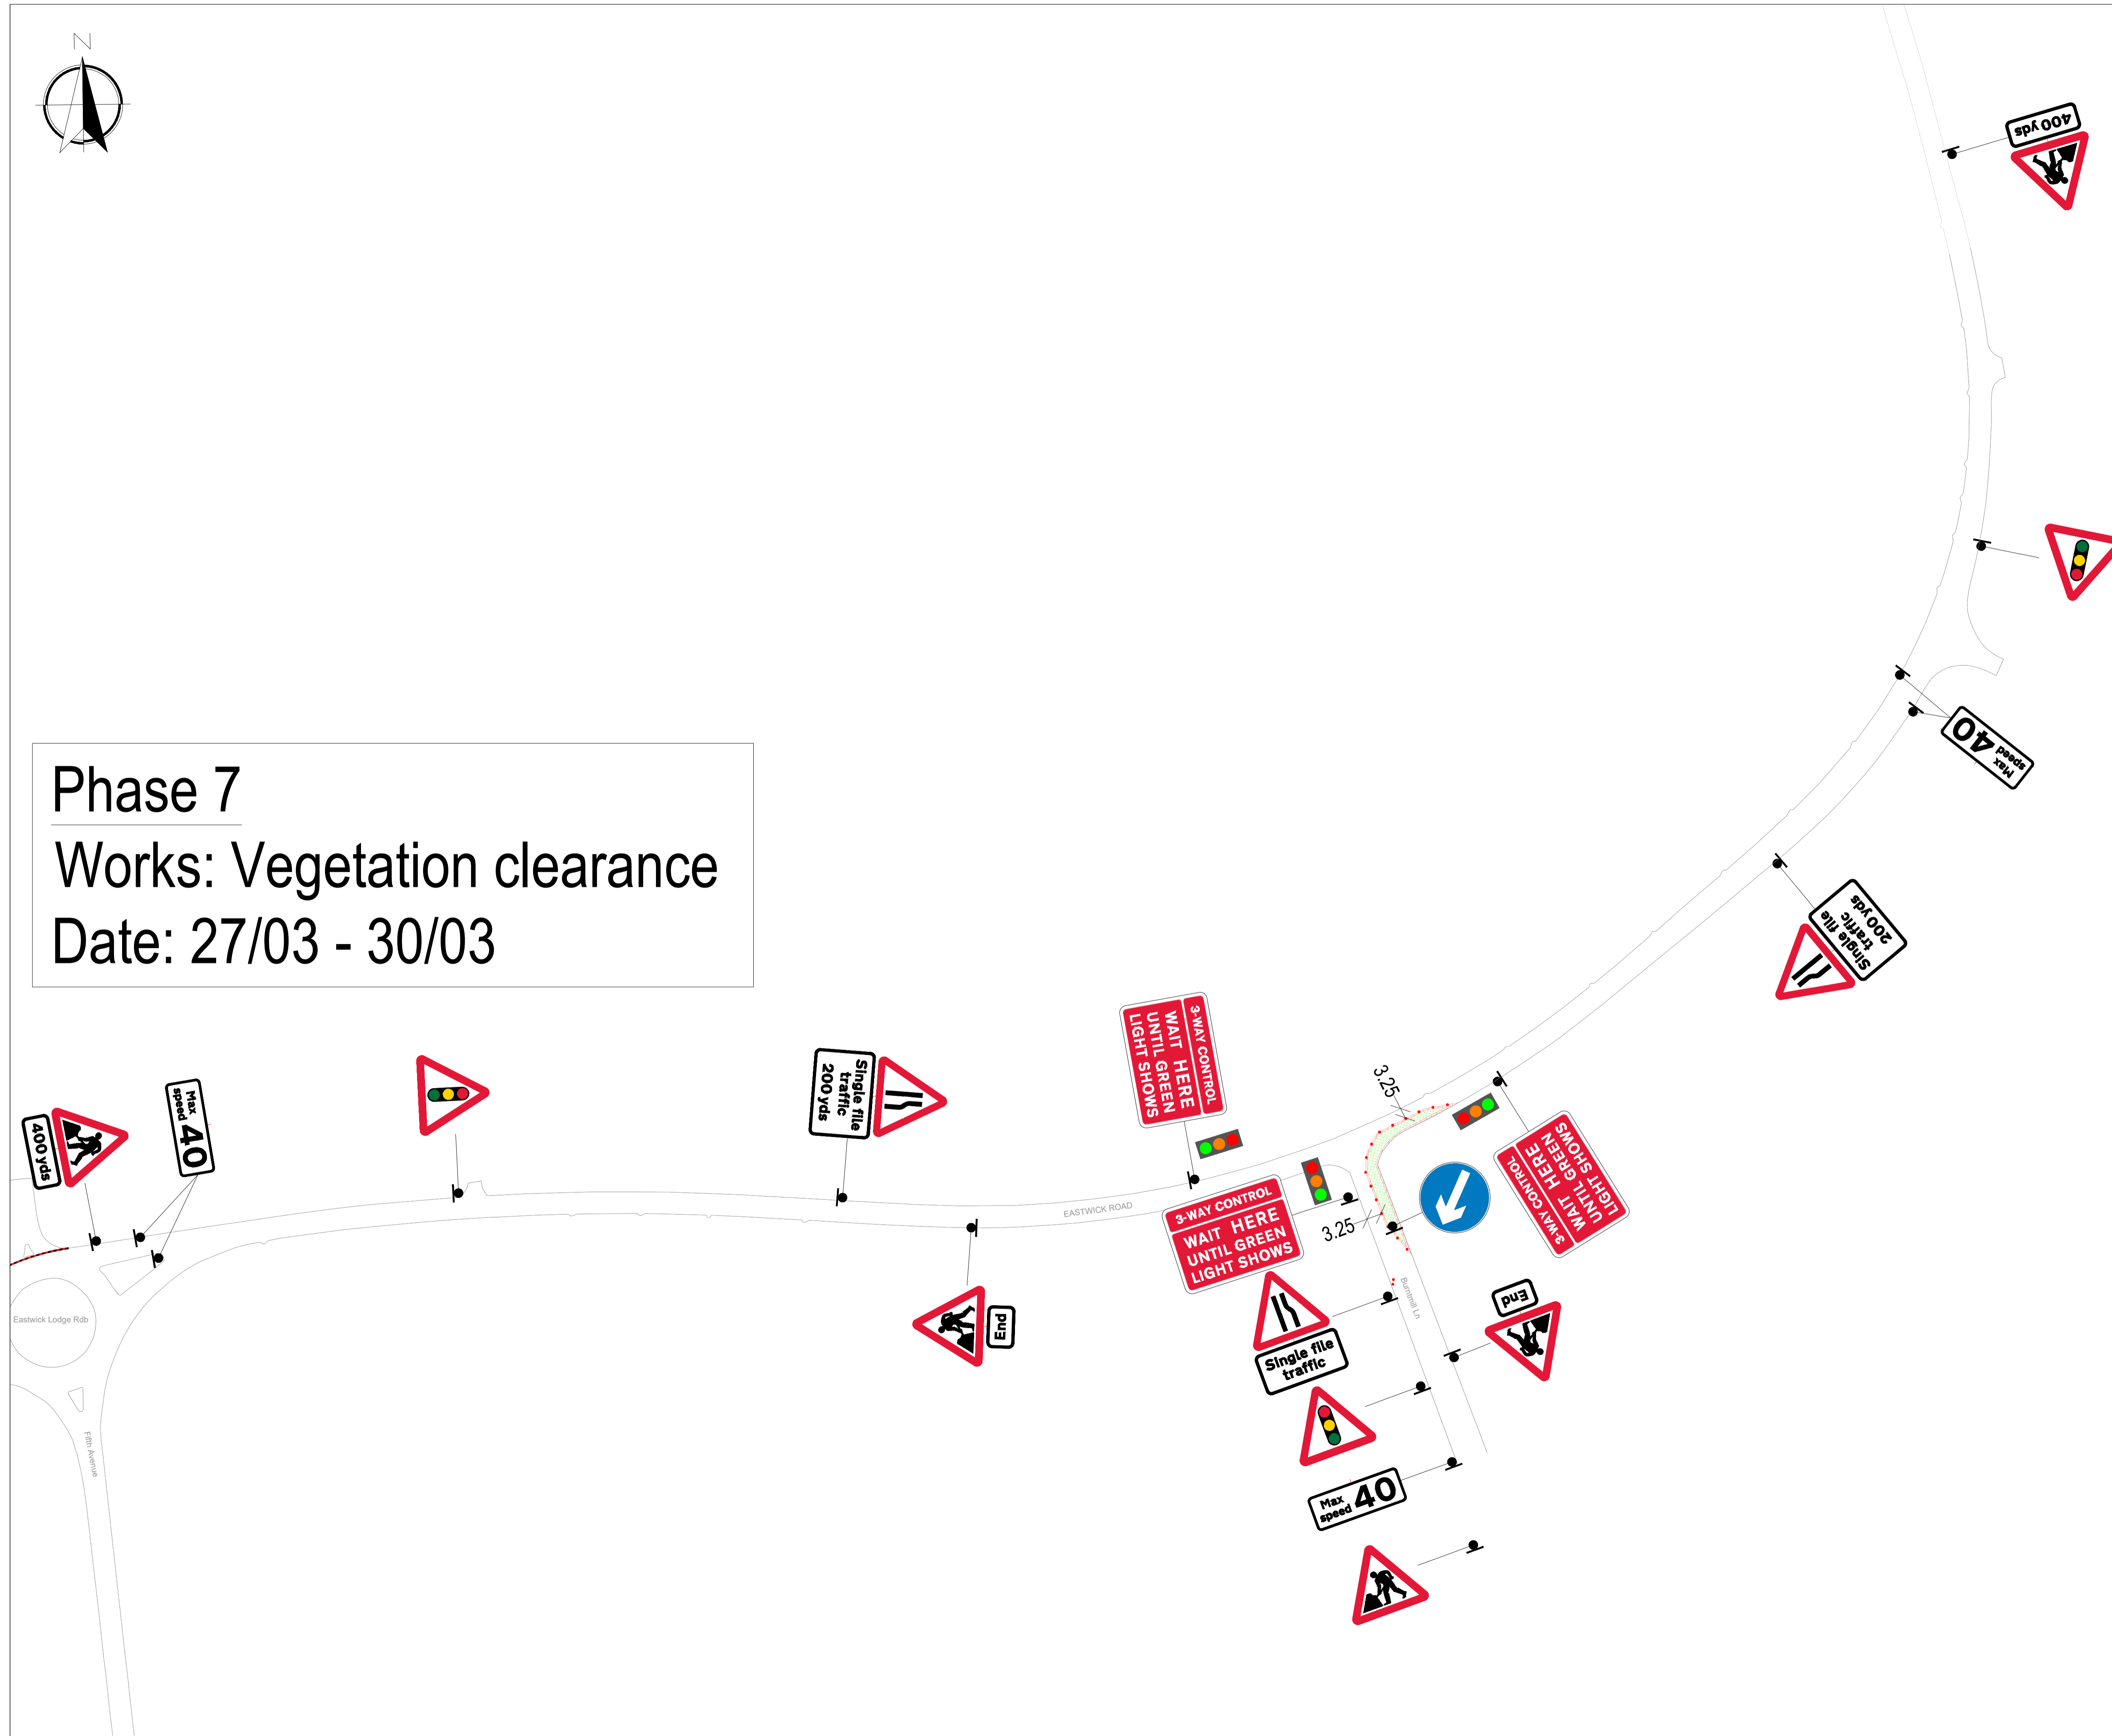 N
400 yds
Phase 7
Works: Vegetation clearance
Date: 27/03 - 30/03
Max
speed 40
Single file
traffic
200 yds
400 yds
Max
speed 40
Single file
traffic
200 yds
3-WAY CONTROL
WAIT HERE
UNTIL GREEN
LIGHT SHOWS
3.25
3-WAY CONTROL
WAIT HERE
UNTIL GREEN
LIGHT SHOWS
EASTWICK ROAD
3-WAY CONTROL
WAIT HERE
UNTIL GREEN
LIGHT SHOWS
3.25
Burntmill Ln
End
End
Eastwick Lodge Rdb
Single file
traffic
Fifth Avenue
Max
speed 40